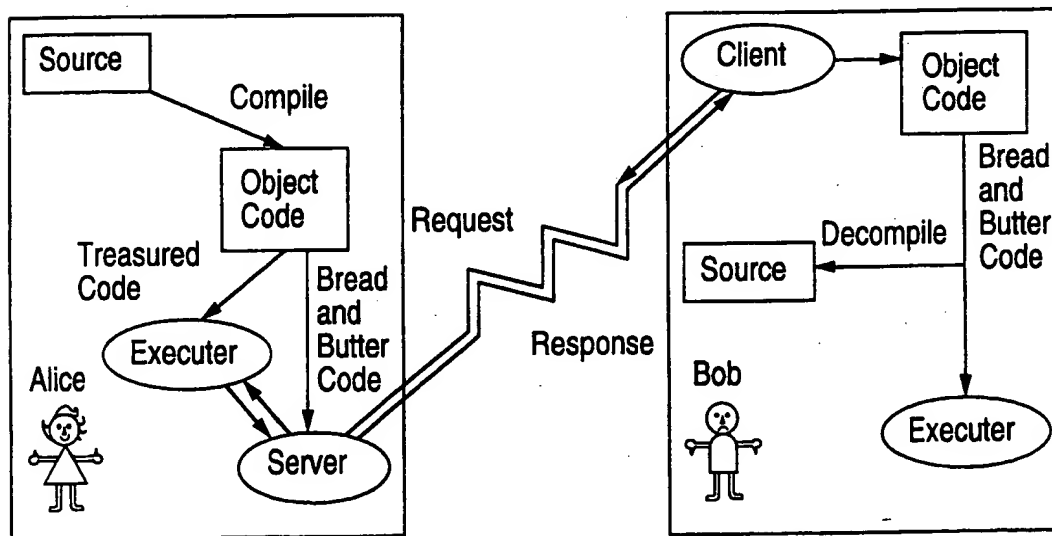 Source
Compile
Object
Code
Treasured
Code
Bread
and
Butter
Code
Executer
Alice
Server
Request
Response
Client
Object
Code
Bread
and
Butter
Code
Decompile
Source
Bob
Executer